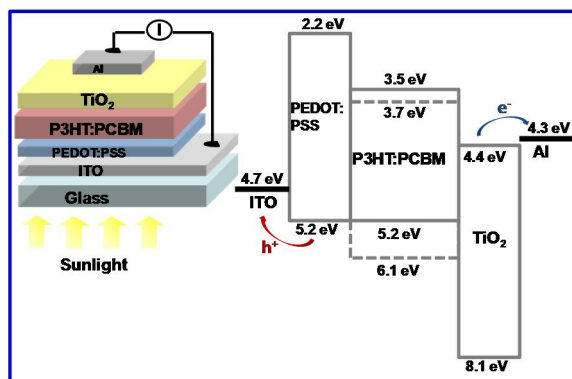 I
Al
TiO2
P3HT:PCBM
PEDOT:PSS
ITO
Glass
Sunlight
2.2 eV
PEDOT:
PSS
4.7 eV
ITO
h+
5.2 eV
3.5 eV
3.7 eV
P3HT:PCBM
5.2 eV
6.1 eV
e-
4.3 eV
Al
4.4 eV
TiO2
8.1 eV